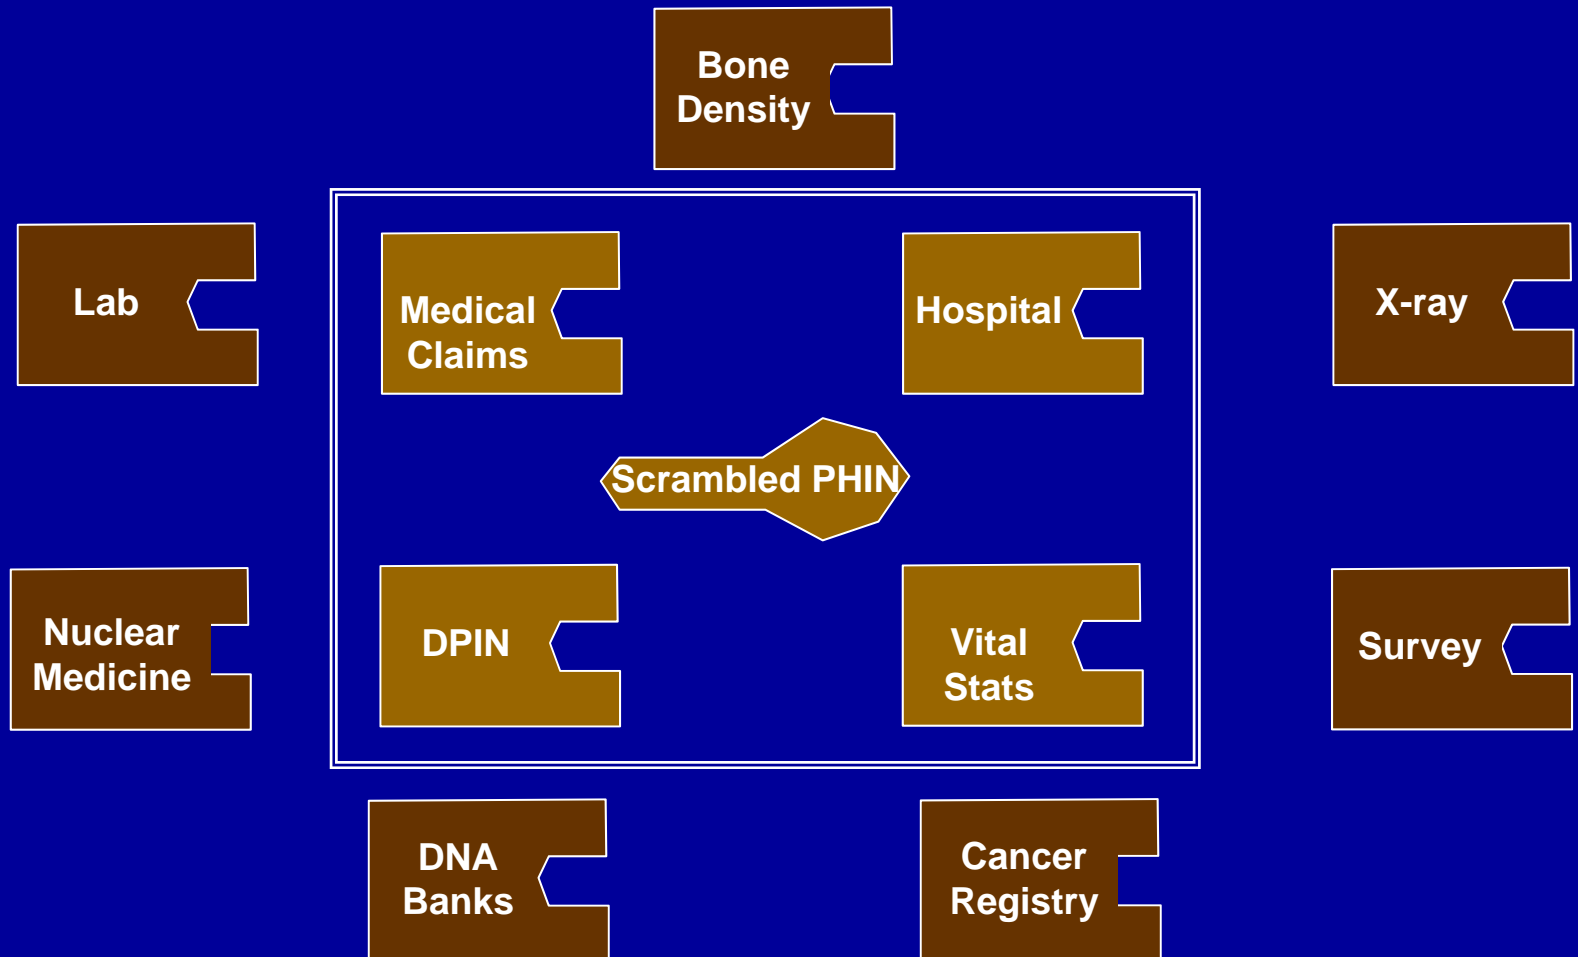 Bone
Density
Lab
Medical
Claims
Hospital
X-ray
Scrambled PHIN
Nuclear
Medicine
DPIN
Vital
Stats
Survey
DNA
Banks
Cancer
Registry